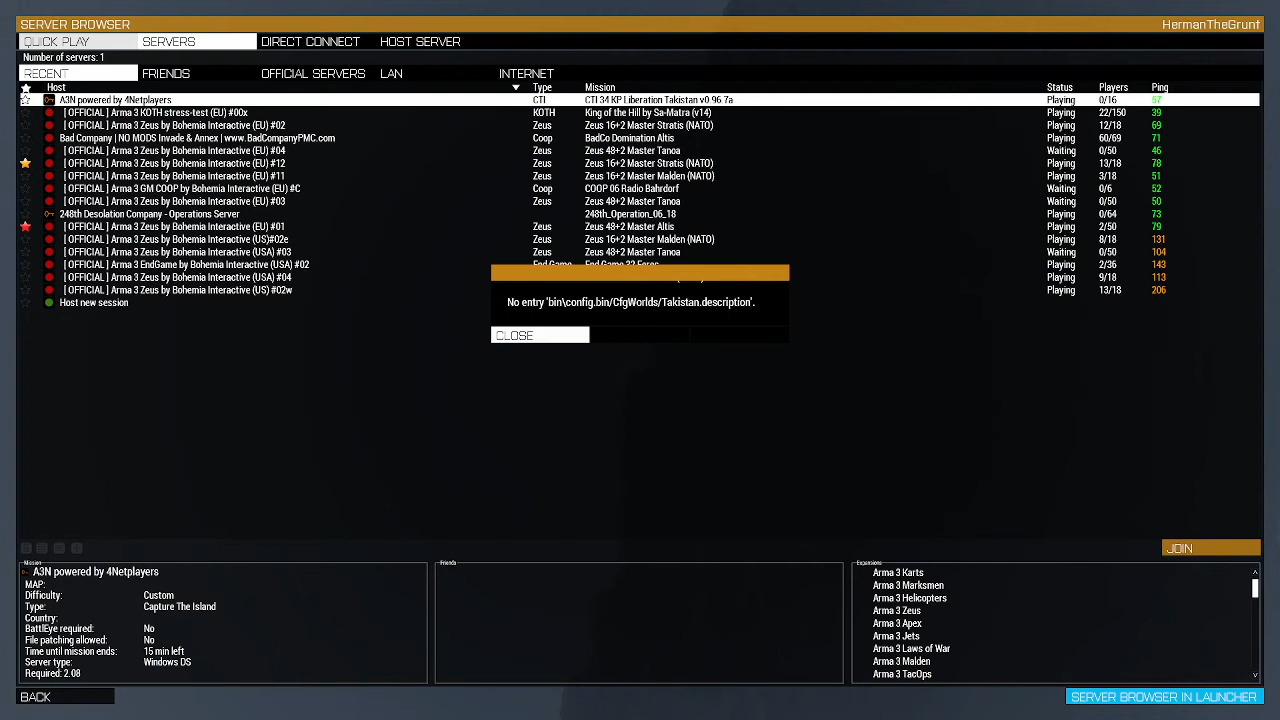 SERVER BROWSER HermanTheGrunt
QUICK PLAY SERVERS DIRECT CONNECT HOST SERVER
Number of servers: 1
RECENT FRIENDS OFFICIAL SERVERS LAN INTERNET
Host Type Mission Status Players Ping
A3N powered by 4Netplayers CTI CTI 34 KP Liberation Takistan v0 96 7a Playing 0/16 57
[ OFFICIAL ] Arma 3 KOTH stress-test (EU) #00x KOTH King of the Hill by Sa-Matra (v14) Playing 22/150 39
[ OFFICIAL ] Arma 3 Zeus by Bohemia Interactive (EU) #02 Zeus Zeus 16+2 Master Stratis (NATO) Playing 12/18 69
Bad Company | NO MODS Invade & Annex | www.BadCompanyPMC.com Coop BadCo Domination Altis Playing 60/69 71
[ OFFICIAL ] Arma 3 Zeus by Bohemia Interactive (EU) #04 Zeus Zeus 48+2 Master Tanoa Waiting 0/50 46
[ OFFICIAL ] Arma 3 Zeus by Bohemia Interactive (EU) #12 Zeus Zeus 16+2 Master Stratis (NATO) Playing 13/18 78
[ OFFICIAL ] Arma 3 Zeus by Bohemia Interactive (EU) #11 Zeus Zeus 16+2 Master Malden (NATO) Playing 3/18 51
[ OFFICIAL ] Arma 3 GM COOP by Bohemia Interactive (EU) #C Coop COOP 06 Radio Bahrdorf Waiting 0/6 52
[ OFFICIAL ] Arma 3 Zeus by Bohemia Interactive (EU) #03 Zeus Zeus 48+2 Master Tanoa Waiting 0/50 50
248th Desolation Company - Operations Server 248th_Operation_06_18 Playing 0/64 73
[ OFFICIAL ] Arma 3 Zeus by Bohemia Interactive (EU) #01 Zeus Zeus 48+2 Master Altis Playing 2/50 79
[ OFFICIAL ] Arma 3 Zeus by Bohemia Interactive (US)#02e Zeus Zeus 16+2 Master Malden (NATO) Playing 8/18 131
[ OFFICIAL ] Arma 3 Zeus by Bohemia Interactive (USA) #03 Zeus Zeus 48+2 Master Tanoa Waiting 0/50 104
[ OFFICIAL ] Arma 3 EndGame by Bohemia Interactive (USA) #02 End Game End Game 32 Feres Playing 2/36 143
[ OFFICIAL ] Arma 3 Zeus by Bohemia Interactive (USA) #04 Playing 9/18 113
[ OFFICIAL ] Arma 3 Zeus by Bohemia Interactive (US) #02w Playing 13/18 206
Host new session
No entry 'bin\config.bin/CfgWorlds/Takistan.description'.
CLOSE
JOIN
Mission Friends Expansions
A3N powered by 4Netplayers
MAP:
Difficulty: Custom
Type: Capture The Island
Country:
BattlEye required: No
File patching allowed: No
Time until mission ends: 15 min left
Server type: Windows DS
Required: 2.08
Arma 3 Karts
Arma 3 Marksmen
Arma 3 Helicopters
Arma 3 Zeus
Arma 3 Apex
Arma 3 Jets
Arma 3 Laws of War
Arma 3 Malden
Arma 3 TacOps
BACK SERVER BROWSER IN LAUNCHER